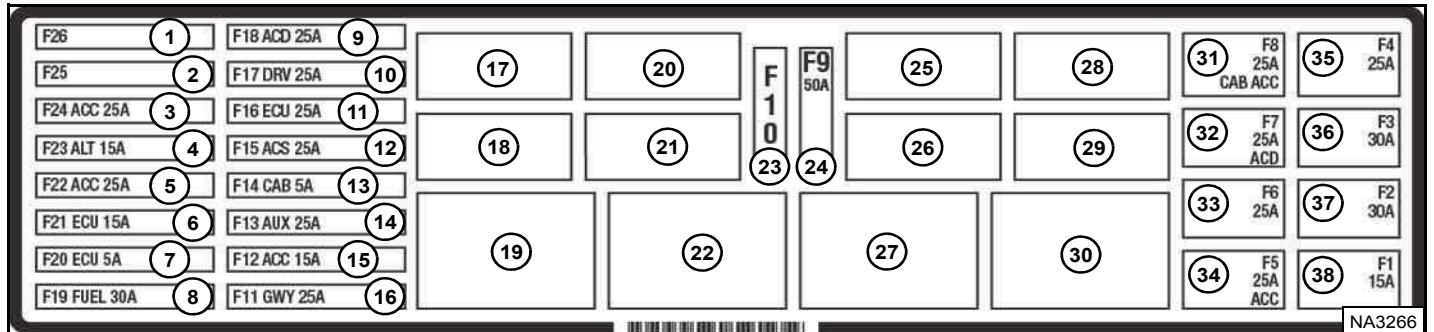 F26 1
F25 2
F24 ACC 25A 3
F23 ALT 15A 4
F22 ACC 25A 5
F21 ECU 15A 6
F20 ECU 5A 7
F19 FUEL 30A 8
F18 ACD 25A 9
F17 DRV 25A 10
F16 ECU 25A 11
F15 ACS 25A 12
F14 CAB 5A 13
F13 AUX 25A 14
F12 ACC 15A 15
F11 GWY 25A 16
17
18
19
20
21
22
F10
23
F9
50A
24
25
26
27
28
29
30
31 F8
25A
CAB ACC
32 F7
25A
ACD
33 F6
25A
34 F5
25A
ACC
35 F4
25A
36 F3
30A
37 F2
30A
38 F1
15A
NA3266